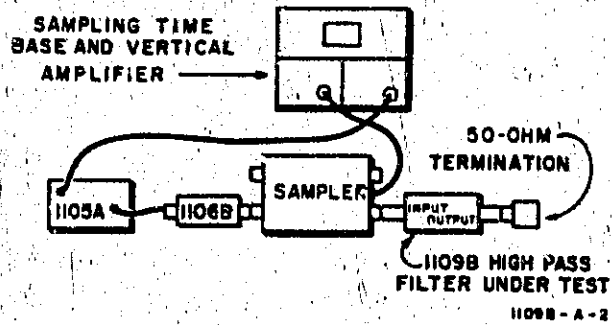 SAMPLING TIME
BASE AND VERTICAL
AMPLIFIER
50-OHM
TERMINATION
1105A
1106B
SAMPLER
INPUT
OUTPUT
1109B HIGH PASS
FILTER UNDER TEST
1109B-A-2